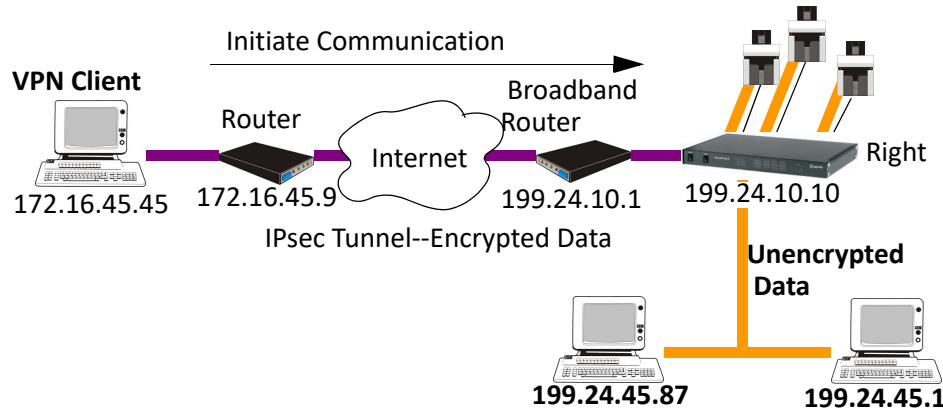 Initiate Communication
VPN Client
Broadband
Router
Router
Internet
Right
172.16.45.45
172.16.45.9
199.24.10.1
199.24.10.10
IPsec Tunnel--Encrypted Data
Unencrypted
Data
199.24.45.87
199.24.45.1